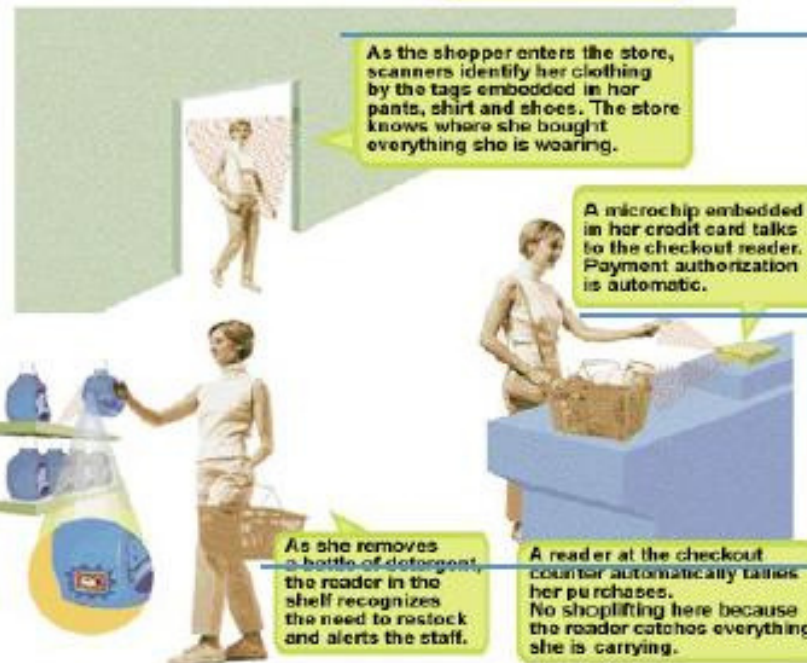 As the shopper enters the store,
scanners identify her clothing
by the tags embedded in her
pants, shirt and shoes. The store
knows where she bought
everything she is wearing.
A microchip embedded
in her credit card talks
to the checkout reader.
Payment authorization
is automatic.
As she removes
a bottle of detergent,
the reader in the
shelf recognizes
the need to restock
and alerts the staff.
A reader at the checkout
counter automatically tallies
her purchases.
No shoplifting here because
the reader catches everything
she is carrying.